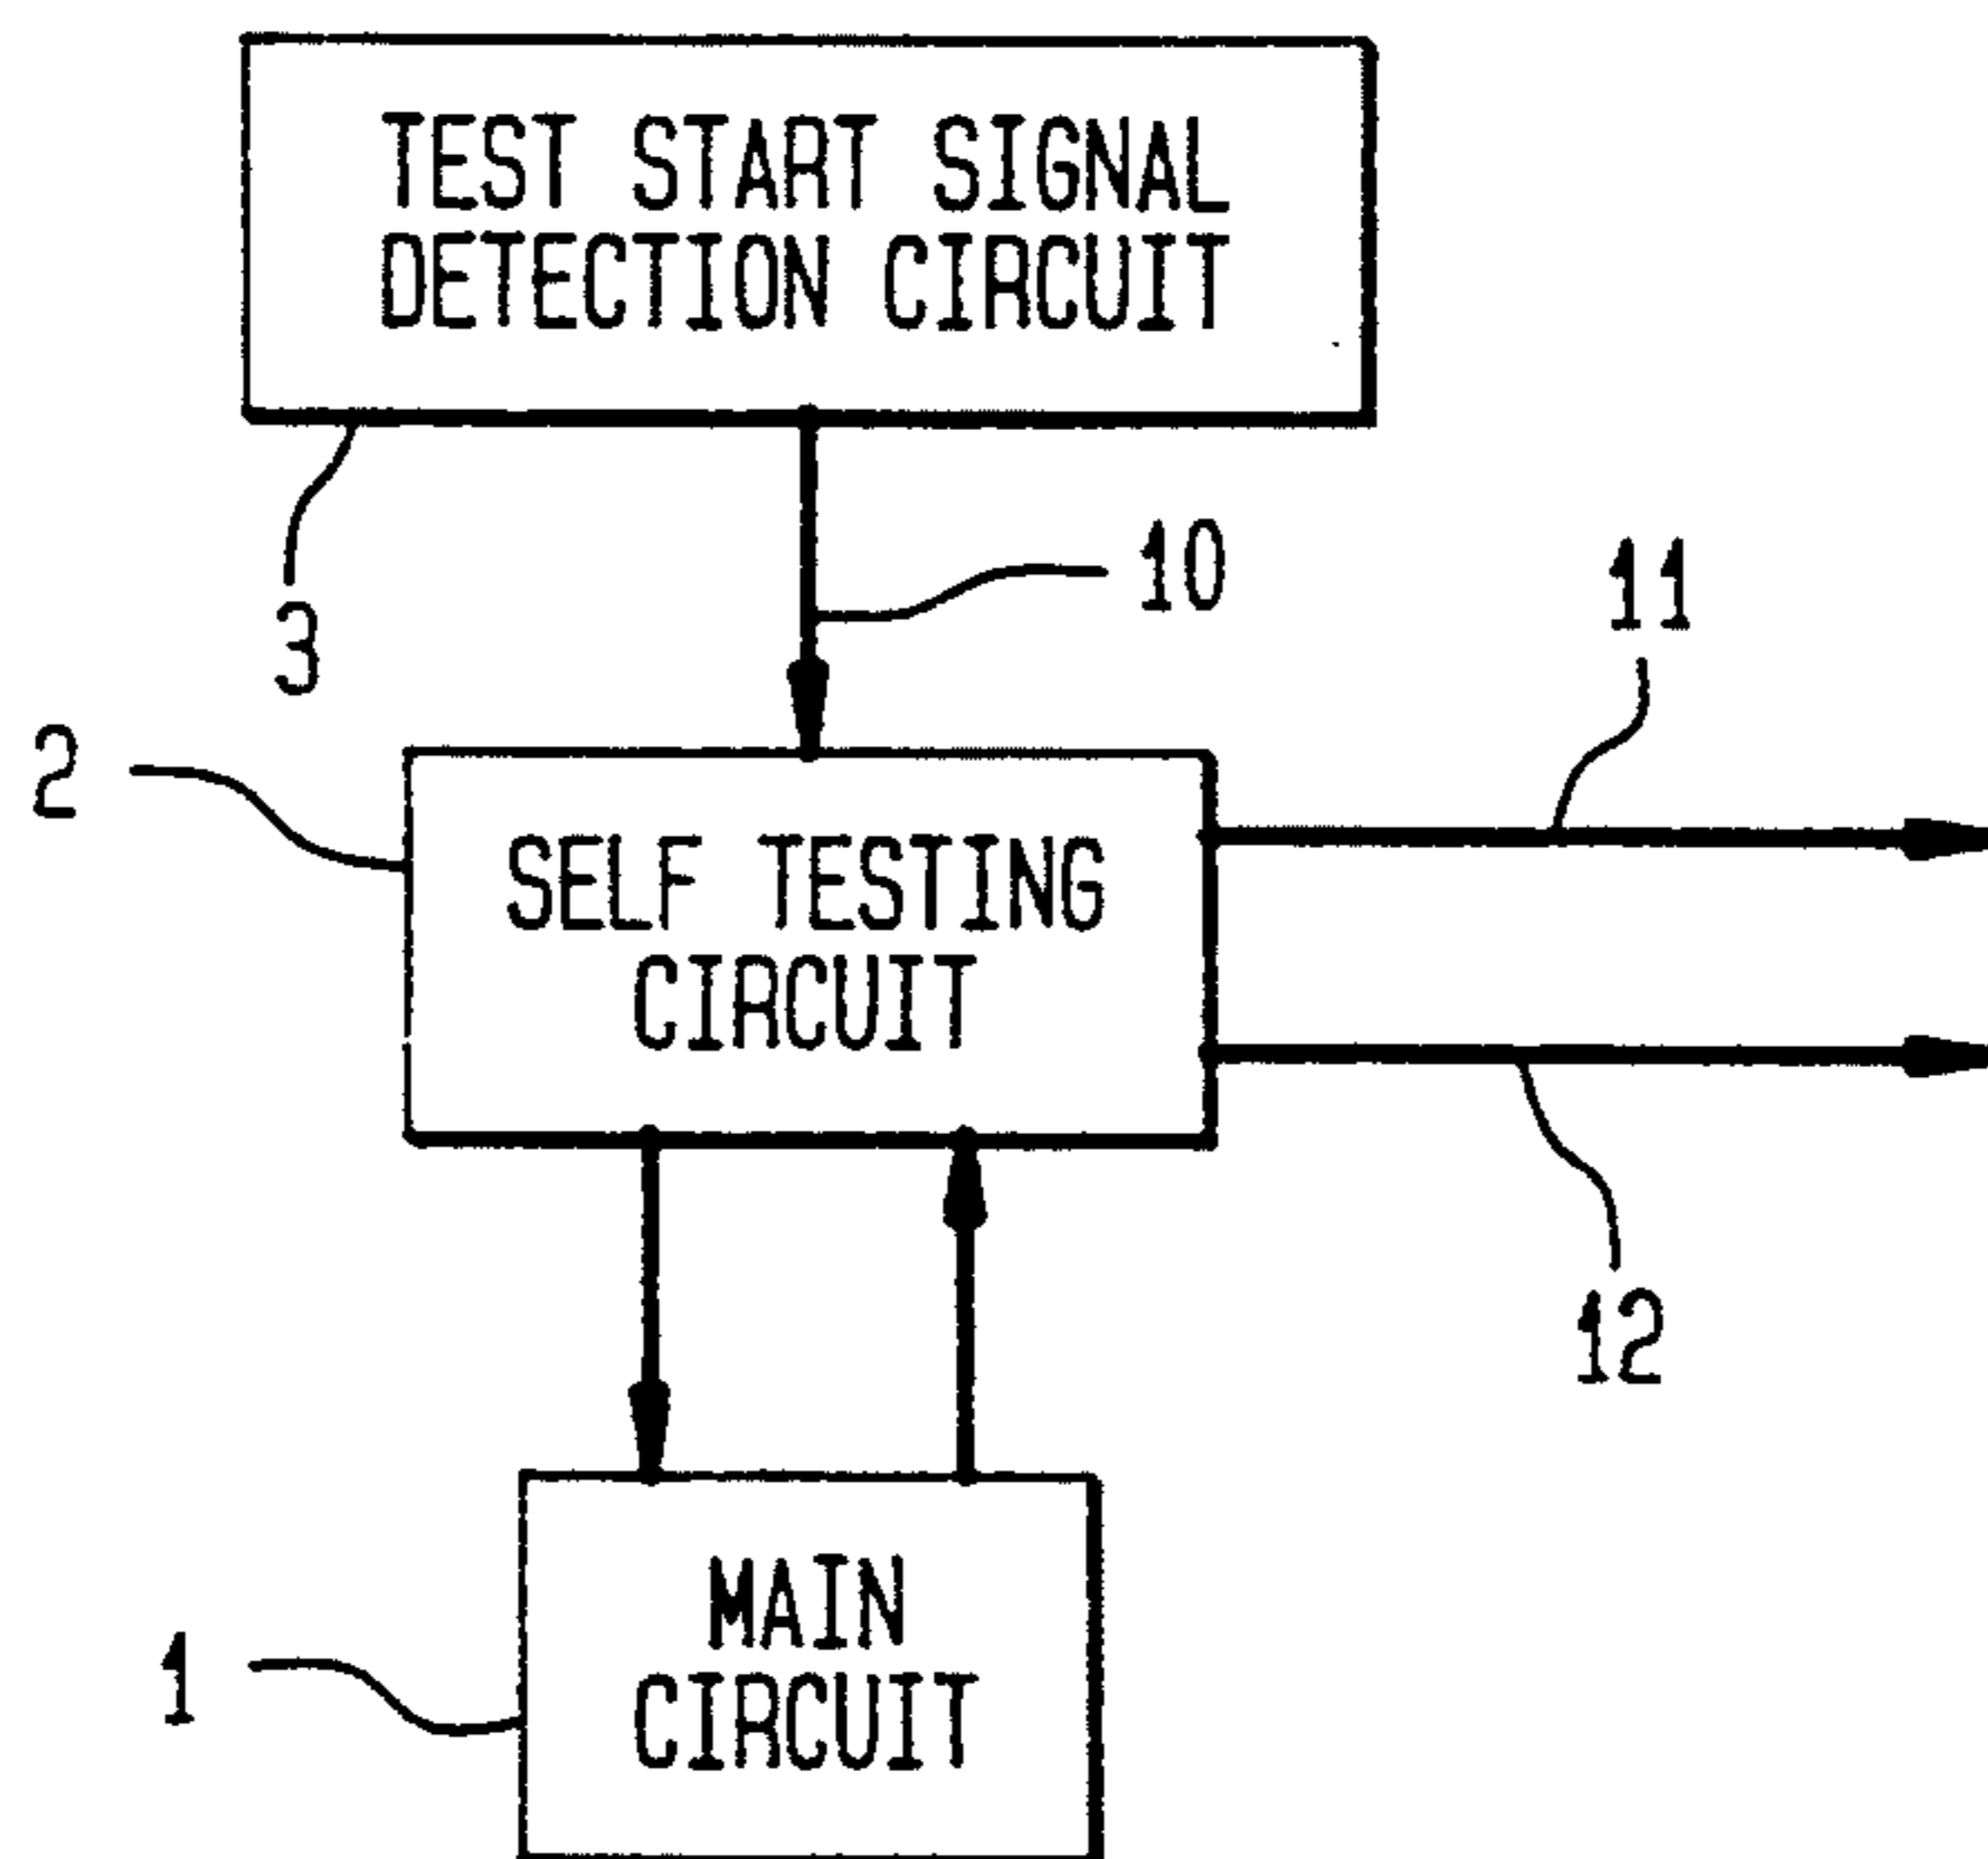 TEST START SIGNAL
DETECTION CIRCUIT
3
10
11
2
SELF TESTING
CIRCUIT
12
MAIN
CIRCUIT
1